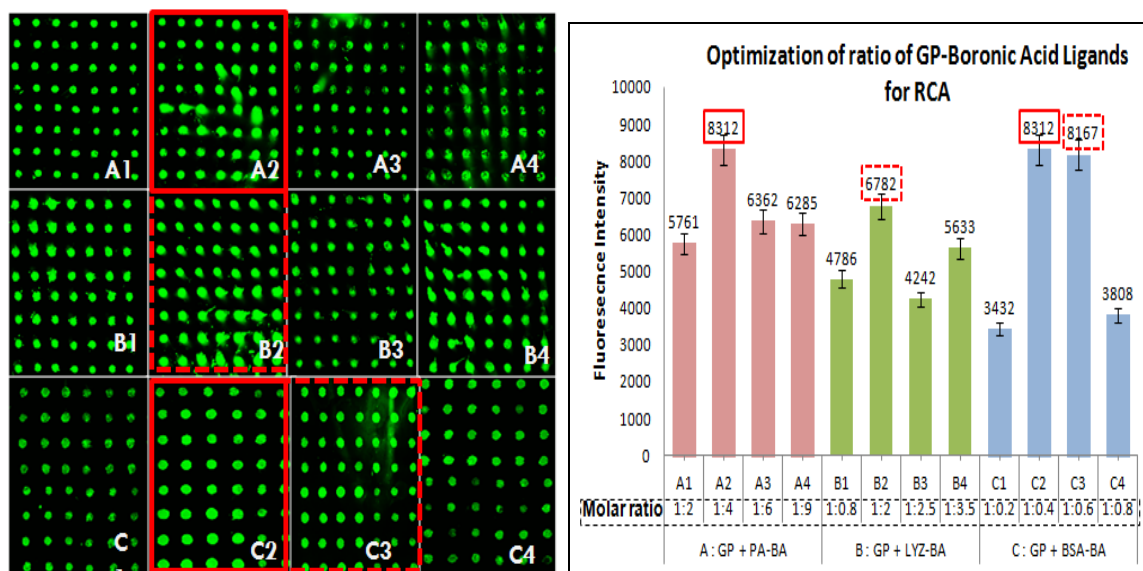 A1
A2
A3
A4
B1
B2
B3
B4
C
C2
C3
C4
Optimization of ratio of GP-Boronic Acid Ligands
for RCA
Fluoresecnce Intensity
10000
9000
8000
7000
6000
5000
4000
3000
2000
1000
0
5761
8312
6362
6285
4786
6782
4242
5633
3432
8312
8167
3808
A1 A2 A3 A4 B1 B2 B3 B4 C1 C2 C3 C4
Molar ratio 1:2 1:4 1:6 1:9 1:0.8 1:2 1:2.5 1:3.5 1:0.2 1:0.4 1:0.6 1:0.8
A : GP + PA-BA B : GP + LYZ-BA C : GP + BSA-BA